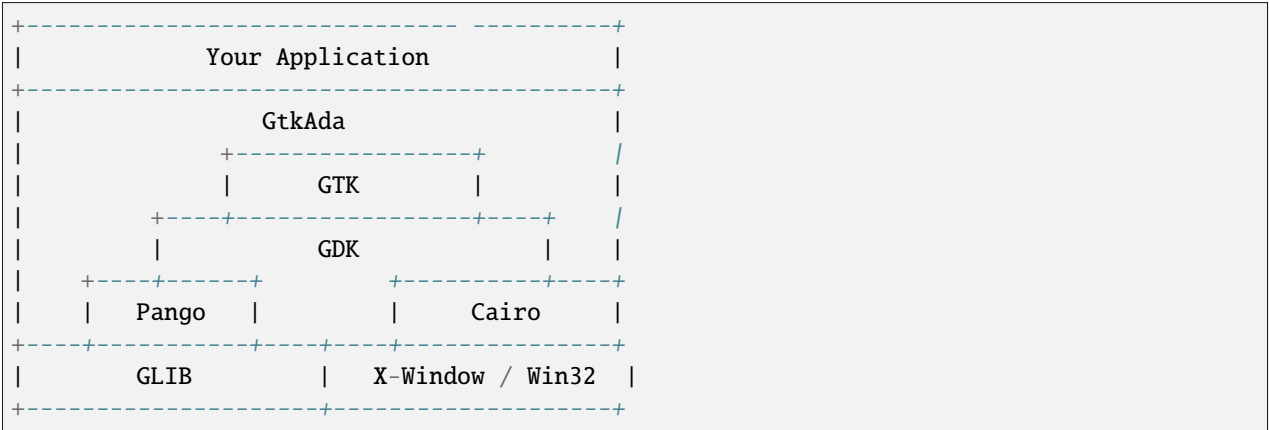 +------------------------------- ----------+
|             Your Application             |
+------------------------------------------+
|                 GtkAda                   |
|              +-----------------+         |
|              |      GTK        |         |
|         +----+-----------------+----+    |
|         |           GDK             |    |
|    +----+------+         +----------+----+
|    |   Pango   |         |     Cairo     |
+----+-----------+----+----+---------------+
|        GLIB         |   X-Window / Win32  |
+---------------------+--------------------+